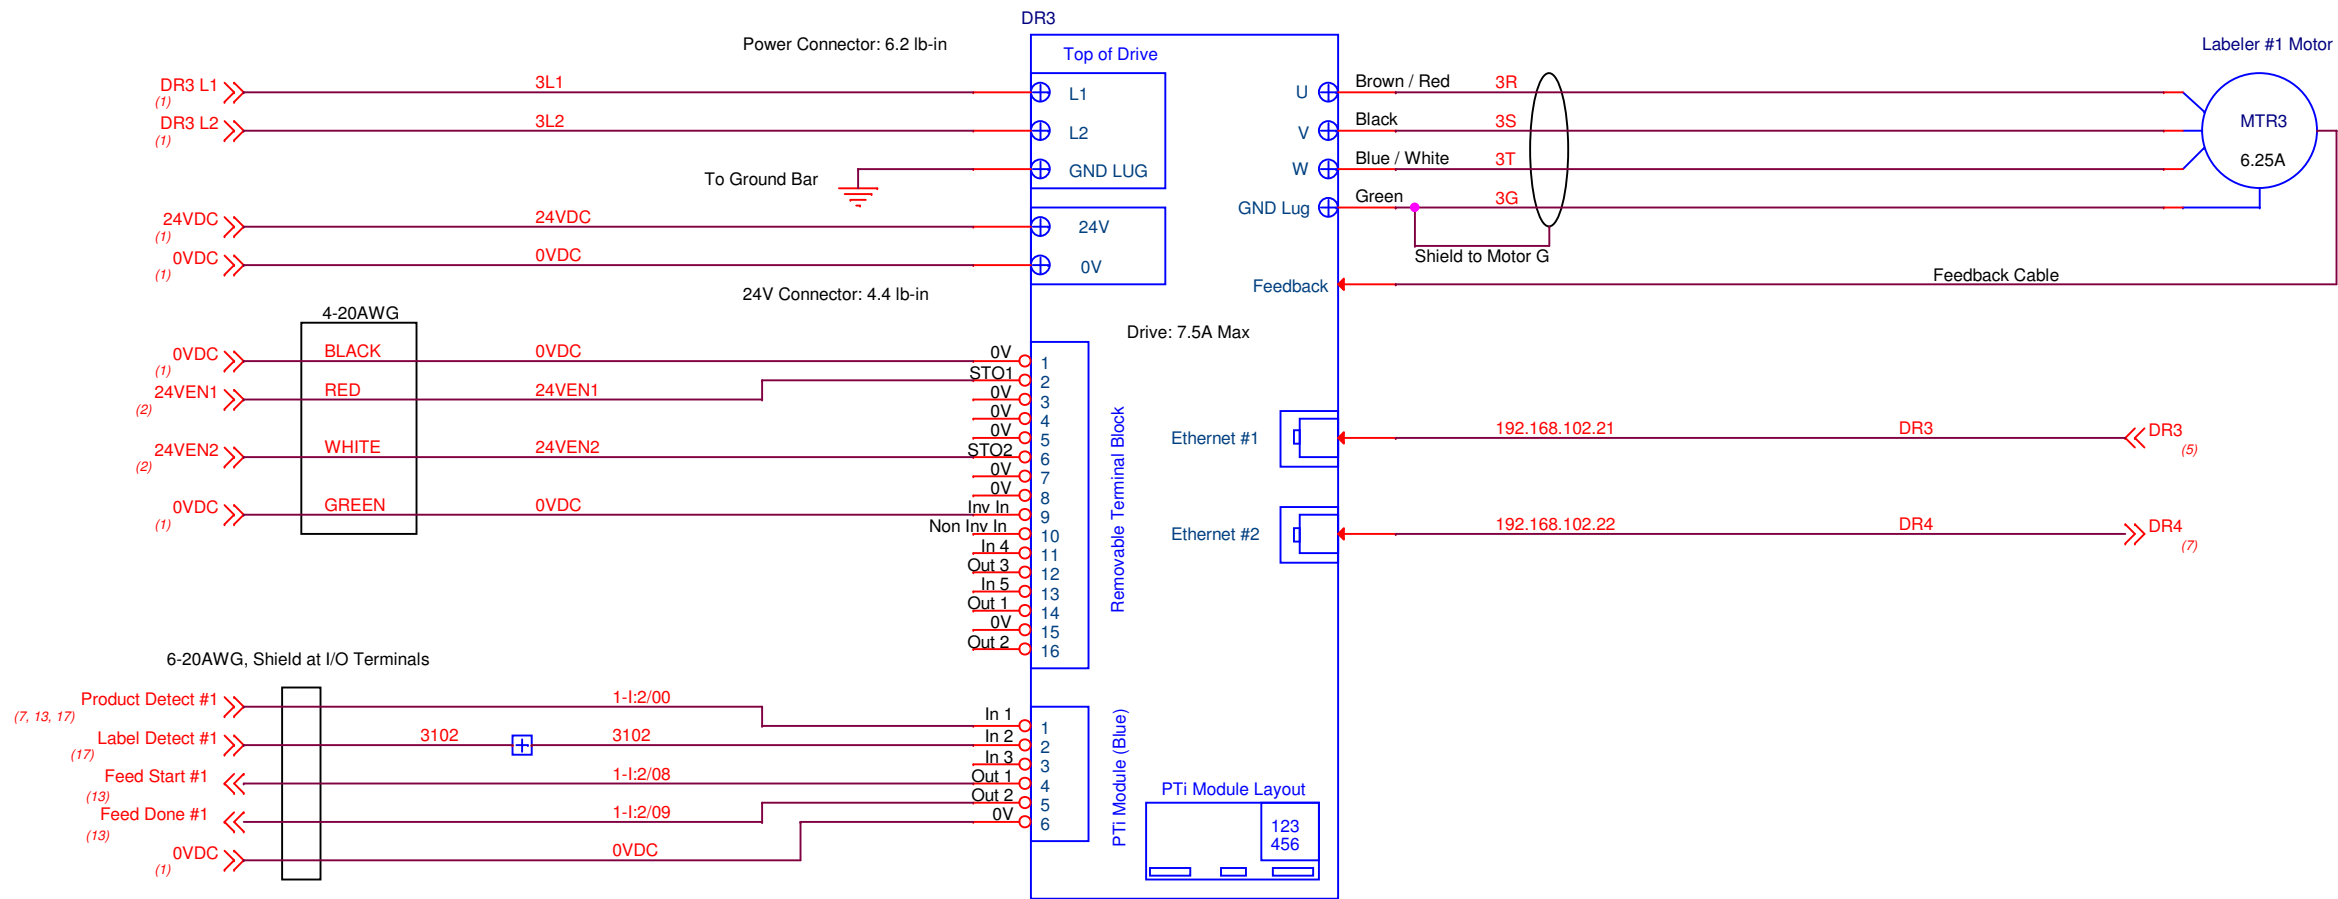 DR3
Power Connector: 6.2 lb-in
Top of Drive
Labeler #1 Motor
DR3 L1
(1)
3L1
L1
DR3 L2
(1)
3L2
L2
To Ground Bar
GND LUG
24VDC
(1)
24VDC
24V
0VDC
(1)
0VDC
0V
24V Connector: 4.4 lb-in
U
Brown / Red
3R
V
Black
3S
W
Blue / White
3T
GND Lug
Green
3G
Shield to Motor G
MTR3
6.25A
Feedback
Feedback Cable
Drive: 7.5A Max
4-20AWG
0VDC
(1)
BLACK
0VDC
24VEN1
(2)
RED
24VEN1
24VEN2
(2)
WHITE
24VEN2
0VDC
(1)
GREEN
0VDC
0V 1
STO1 2
0V 3
0V 4
0V 5
STO2 6
0V 7
0V 8
Inv In 9
Non Inv In 10
In 4 11
Out 3 12
In 5 13
Out 1 14
0V 15
Out 2 16
Removable Terminal Block
Ethernet #1
192.168.102.21
DR3
DR3
(5)
Ethernet #2
192.168.102.22
DR4
DR4
(7)
6-20AWG, Shield at I/O Terminals
Product Detect #1
(7, 13, 17)
1-I:2/00
Label Detect #1
(17)
3102
3102
Feed Start #1
(13)
1-I:2/08
Feed Done #1
(13)
1-I:2/09
0VDC
(1)
0VDC
In 1 1
In 2 2
In 3 3
Out 1 4
Out 2 5
0V 6
PTi Module (Blue)
PTi Module Layout
123
456